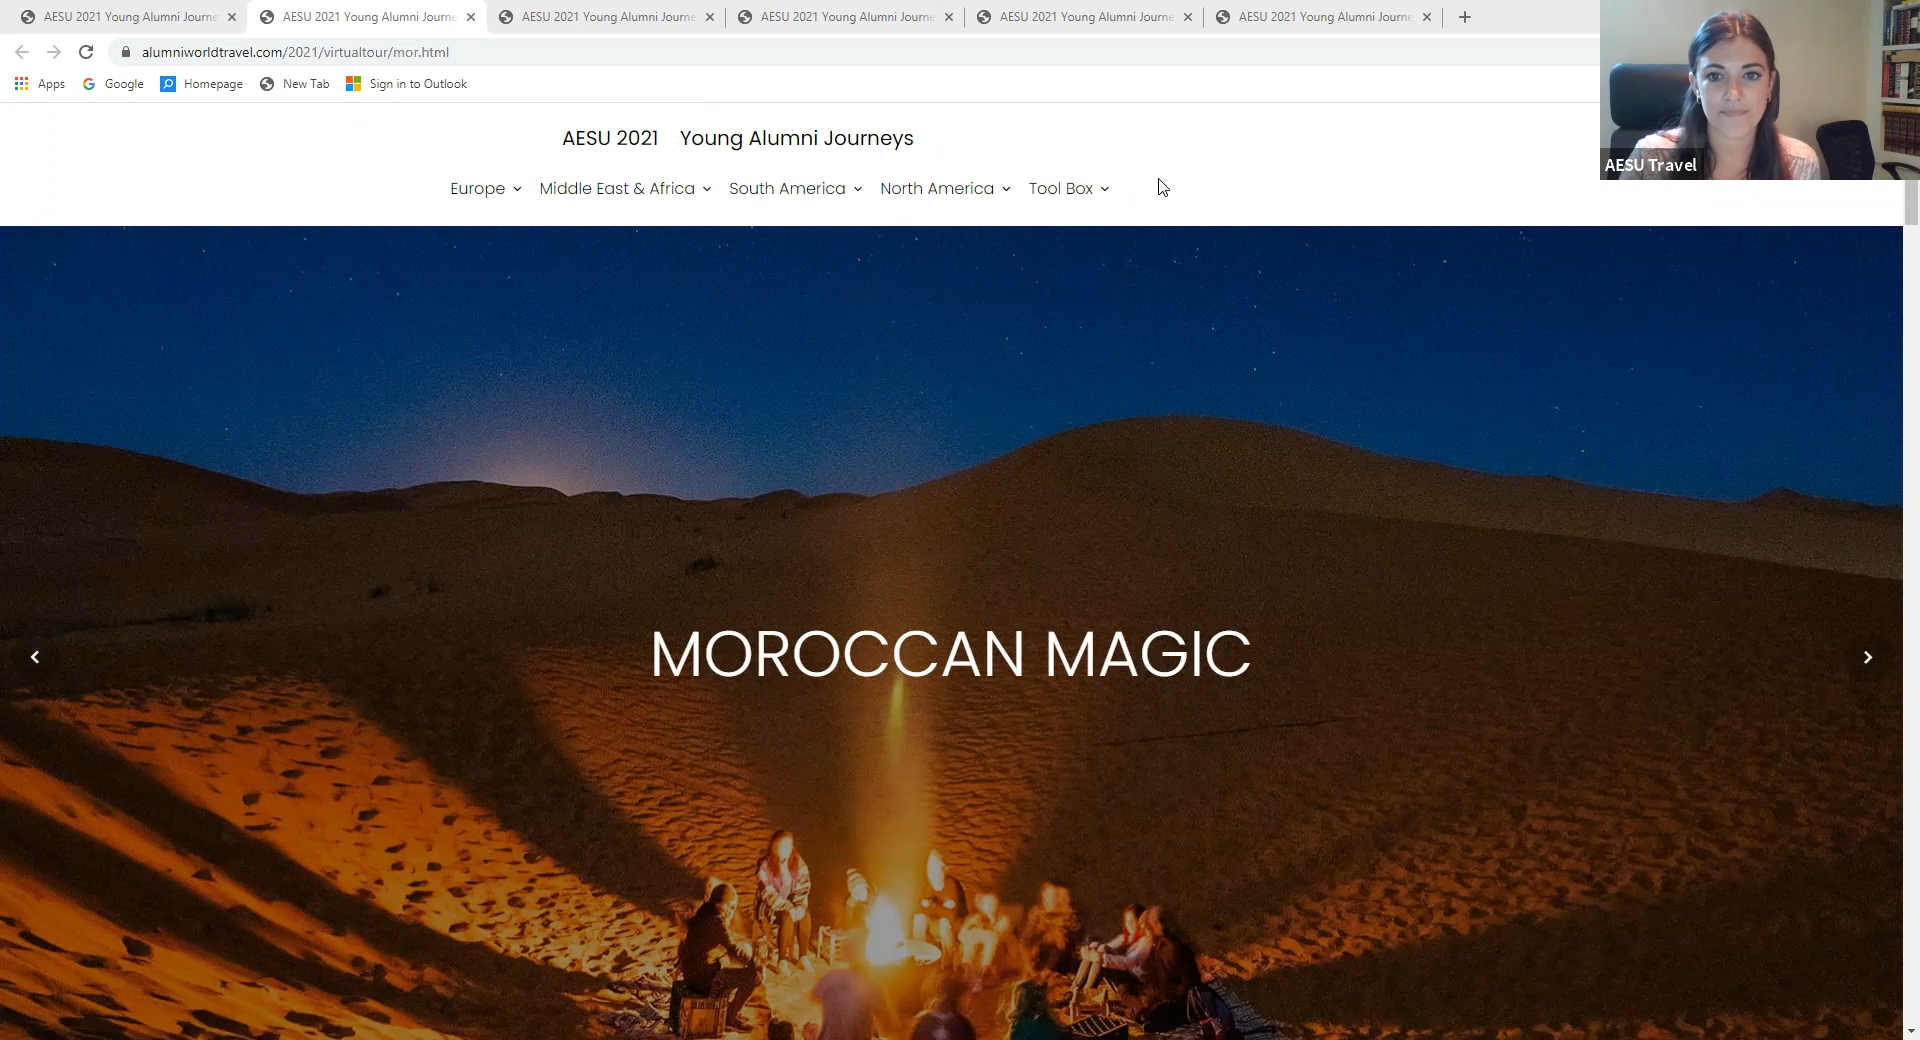 AESU 2021 Young Alumni Journe
AESU 2021 Young Alumni Journe
AESU 2021 Young Alumni Journe
AESU 2021 Young Alumni Journe
AESU 2021 Young Alumni Journe
AESU 2021 Young Alumni Journe
alumniworldtravel.com/2021/virtualtour/mor.html
Apps Google Homepage New Tab Sign in to Outlook
AESU 2021 Young Alumni Journeys
AESU Travel
Europe Middle East & Africa South America North America Tool Box
MOROCCAN MAGIC